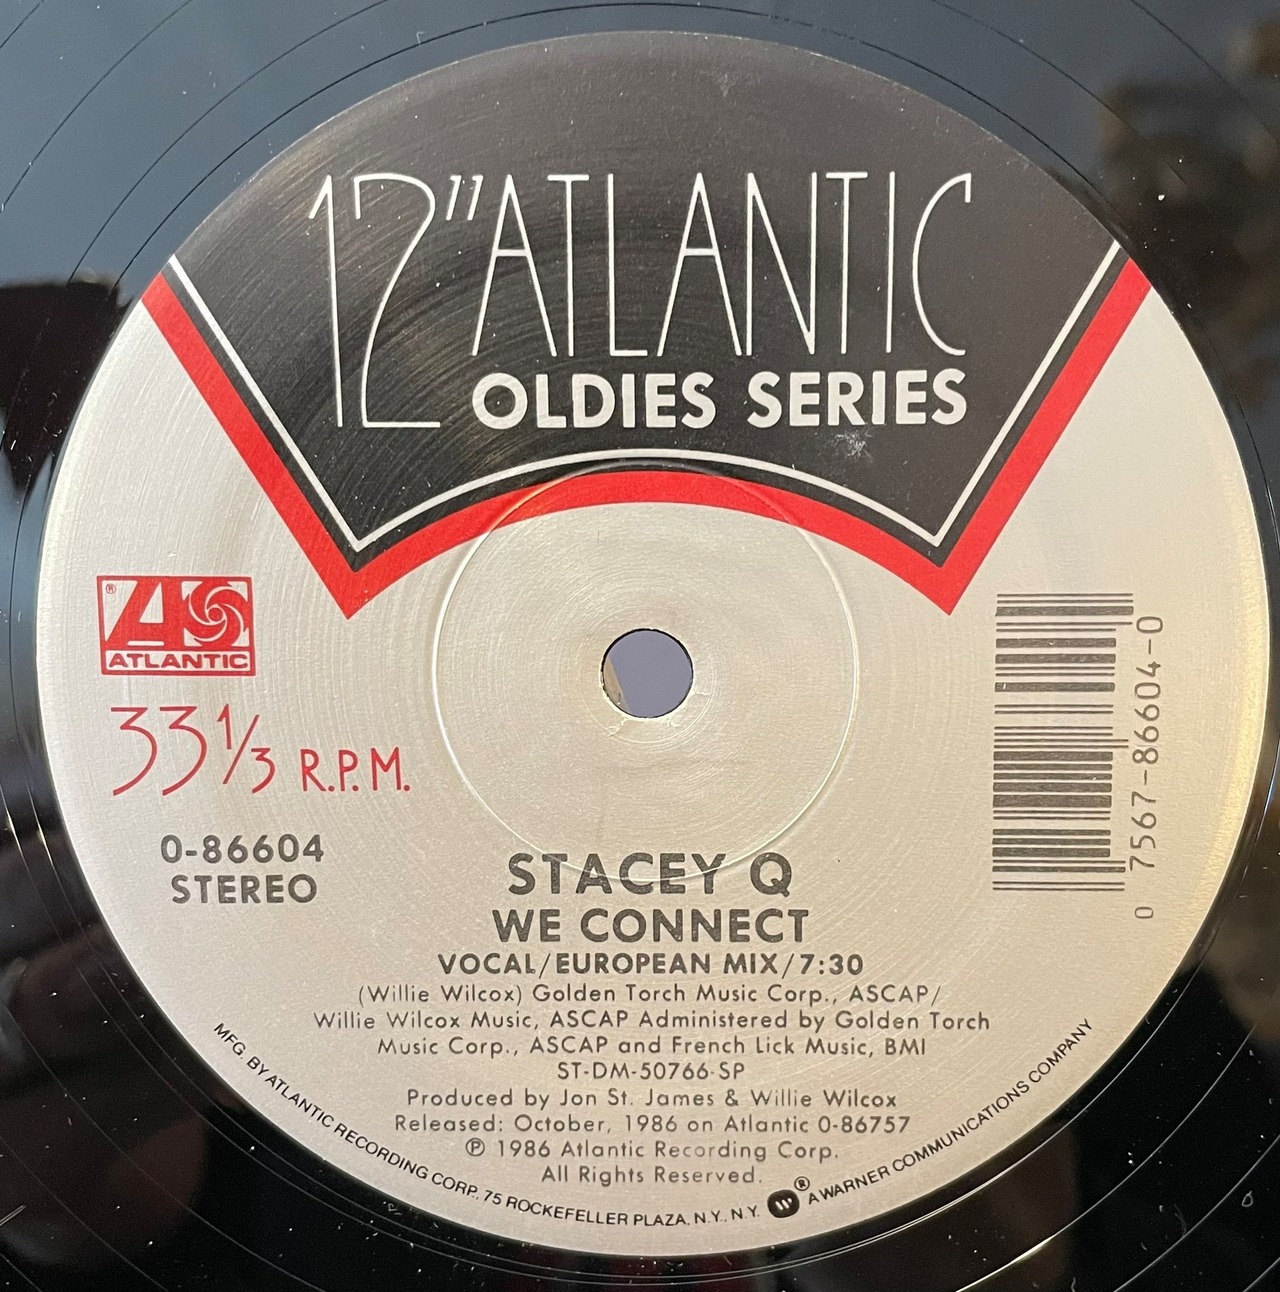 12" ATLANTIC
OLDIES SERIES
®
ATLANTIC
33 1/3 R.P.M.
0-86604
STEREO
0 7567-86604-0
STACEY Q
WE CONNECT
VOCAL/EUROPEAN MIX/7:30
(Willie Wilcox) Golden Torch Music Corp., ASCAP/
Willie Wilcox Music, ASCAP Administered by Golden Torch
Music Corp., ASCAP and French Lick Music, BMI
ST-DM-50766-SP
Produced by Jon St. James & Willie Wilcox
Released: October, 1986 on Atlantic 0-86757
℗ 1986 Atlantic Recording Corp.
All Rights Reserved.
MFG. BY ATLANTIC RECORDING CORP., 75 ROCKEFELLER PLAZA, N.Y., N.Y. ® A WARNER COMMUNICATIONS COMPANY